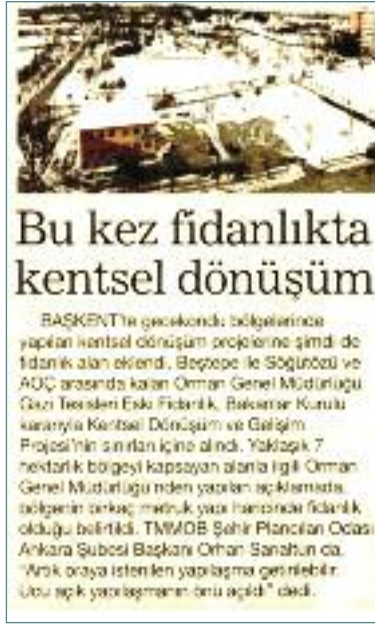 Bu kez fidanlıkta
kentsel dönüşüm
BAŞKENT'te gecekondu bölgelerinde
yapılan kentsel dönüşüm projelerine şimdi de
fidanlık alan eklendi. Beştepe ile Söğütözü ve
AOÇ arasında kalan Orman Genel Müdürlüğü
Gazi Tesisleri Eski Fidanlık, Bakanlar Kurulu
kararıyla Kentsel Dönüşüm ve Gelişim
Projesi'nin sınırları içine alındı. Yaklaşık 7
hektarlık bölgeyi kapsayan alanla ilgili Orman
Genel Müdürlüğü'nden yapılan açıklamada,
bölgenin birkaç metruk yapı haricinde fidanlık
olduğu belirtildi. TMMOB Şehir Plancıları Odası
Ankara Şubesi Başkanı Orhan Sarıaltun da,
"Artık oraya istenilen yapılaşma getirilebilir.
Ucu açık yapılaşmanın önü açıldı" dedi.